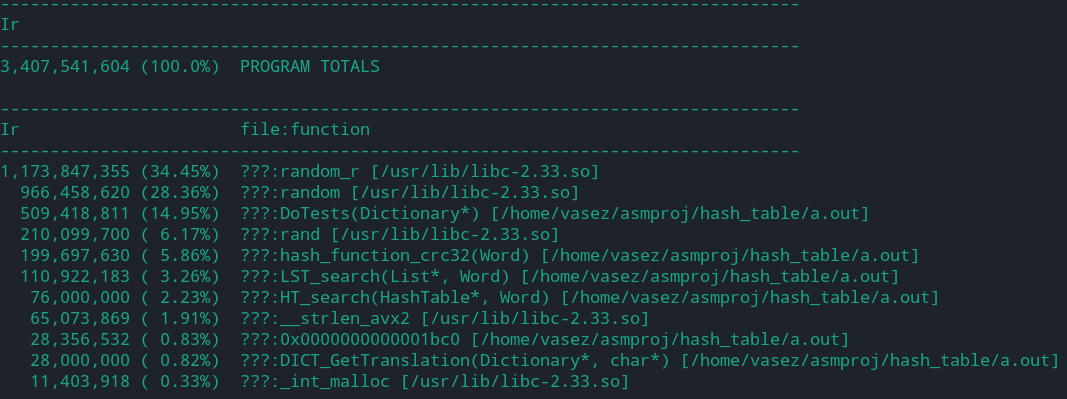 --------------------------------------------------------------------------------
Ir
--------------------------------------------------------------------------------
3,407,541,604 (100.0%)  PROGRAM TOTALS
--------------------------------------------------------------------------------
Ir                      file:function
--------------------------------------------------------------------------------
1,173,847,355 (34.45%)  ???:random_r [/usr/lib/libc-2.33.so]
  966,458,620 (28.36%)  ???:random [/usr/lib/libc-2.33.so]
  509,418,811 (14.95%)  ???:DoTests(Dictionary*) [/home/vasez/asmproj/hash_table/a.out]
  210,099,700 ( 6.17%)  ???:rand [/usr/lib/libc-2.33.so]
  199,697,630 ( 5.86%)  ???:hash_function_crc32(Word) [/home/vasez/asmproj/hash_table/a.out]
  110,922,183 ( 3.26%)  ???:LST_search(List*, Word) [/home/vasez/asmproj/hash_table/a.out]
   76,000,000 ( 2.23%)  ???:HT_search(HashTable*, Word) [/home/vasez/asmproj/hash_table/a.out]
   65,073,869 ( 1.91%)  ???:__strlen_avx2 [/usr/lib/libc-2.33.so]
   28,356,532 ( 0.83%)  ???:0x0000000000001bc0 [/home/vasez/asmproj/hash_table/a.out]
   28,000,000 ( 0.82%)  ???:DICT_GetTranslation(Dictionary*, char*) [/home/vasez/asmproj/hash_table/a.out]
   11,403,918 ( 0.33%)  ???:_int_malloc [/usr/lib/libc-2.33.so]